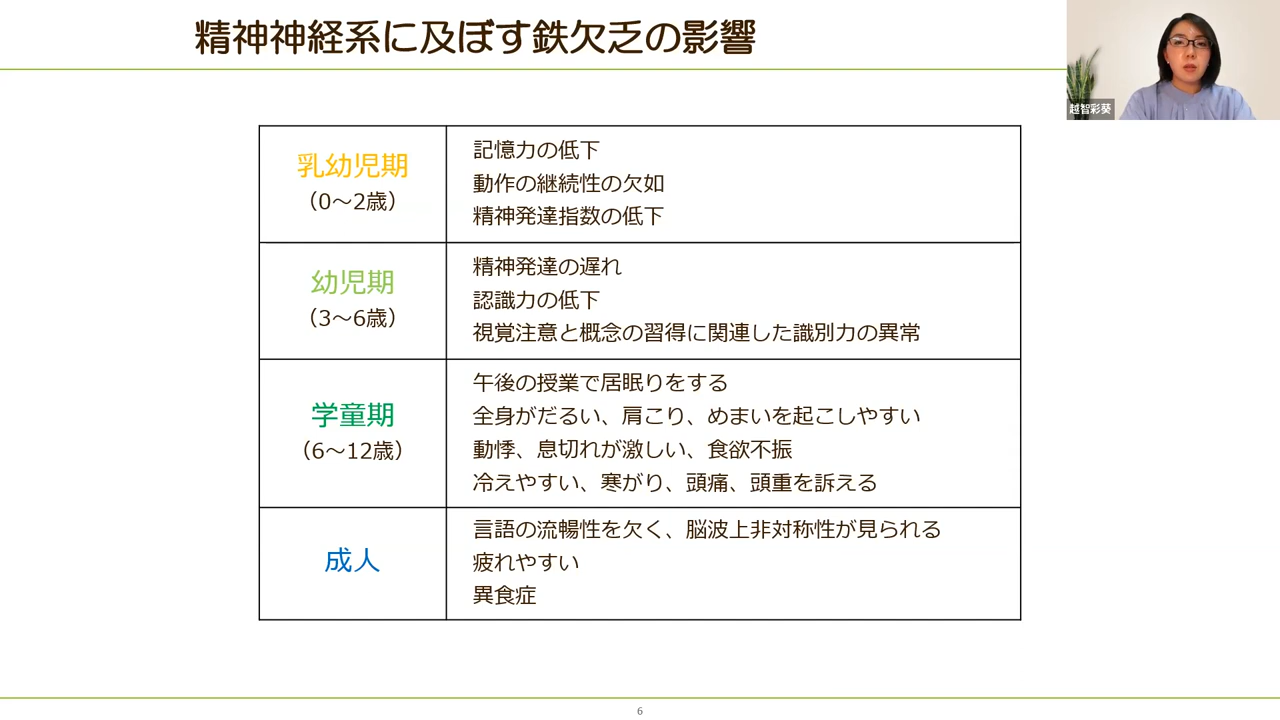 精神神経系に及ぼす鉄欠乏の影響
越智彩葵
乳幼児期
（0～2歳）
記憶力の低下
動作の継続性の欠如
精神発達指数の低下
幼児期
（3～6歳）
精神発達の遅れ
認識力の低下
視覚注意と概念の習得に関連した識別力の異常
学童期
（6～12歳）
午後の授業で居眠りをする
全身がだるい、肩こり、めまいを起こしやすい
動悸、息切れが激しい、食欲不振
冷えやすい、寒がり、頭痛、頭重を訴える
成人
言語の流暢性を欠く、脳波上非対称性が見られる
疲れやすい
異食症
6